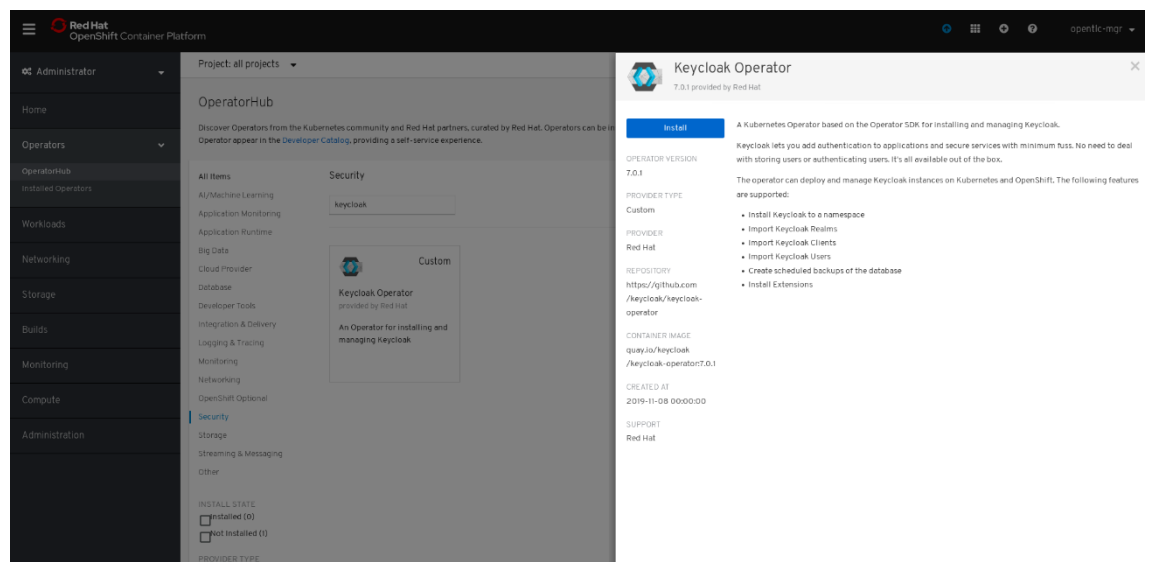 Red Hat
OpenShift Container Platform
opentlc-mgr
Administrator
Home
Operators
OperatorHub
Installed Operators
Workloads
Networking
Storage
Builds
Monitoring
Compute
Administration
Project: all projects
OperatorHub
Discover Operators from the Kubernetes community and Red Hat partners, curated by Red Hat. Operators can be in
Operator appear in the Developer Catalog, providing a self-service experience.
All Items
AI/Machine Learning
Application Monitoring
Application Runtime
Big Data
Cloud Provider
Database
Developer Tools
Integration & Delivery
Logging & Tracing
Monitoring
Networking
OpenShift Optional
Security
Storage
Streaming & Messaging
Other
INSTALL STATE
Installed (0)
Not Installed (1)
PROVIDER TYPE
Security
keycloak
Custom
Keycloak Operator
provided by Red Hat
An Operator for installing and
managing Keycloak
Keycloak Operator
7.0.1 provided by Red Hat
Install
OPERATOR VERSION
7.0.1
PROVIDER TYPE
Custom
PROVIDER
Red Hat
REPOSITORY
https://github.com
/keycloak/keycloak-
operator
CONTAINER IMAGE
quay.io/keycloak
/keycloak-operator:7.0.1
CREATED AT
2019-11-08 00:00:00
SUPPORT
Red Hat
A Kubernetes Operator based on the Operator SDK for installing and managing Keycloak.
Keycloak lets you add authentication to applications and secure services with minimum fuss. No need to deal
with storing users or authenticating users. It's all available out of the box.
The operator can deploy and manage Keycloak instances on Kubernetes and OpenShift. The following features
are supported:
• Install Keycloak to a namespace
• Import Keycloak Realms
• Import Keycloak Clients
• Import Keycloak Users
• Create scheduled backups of the database
• Install Extensions